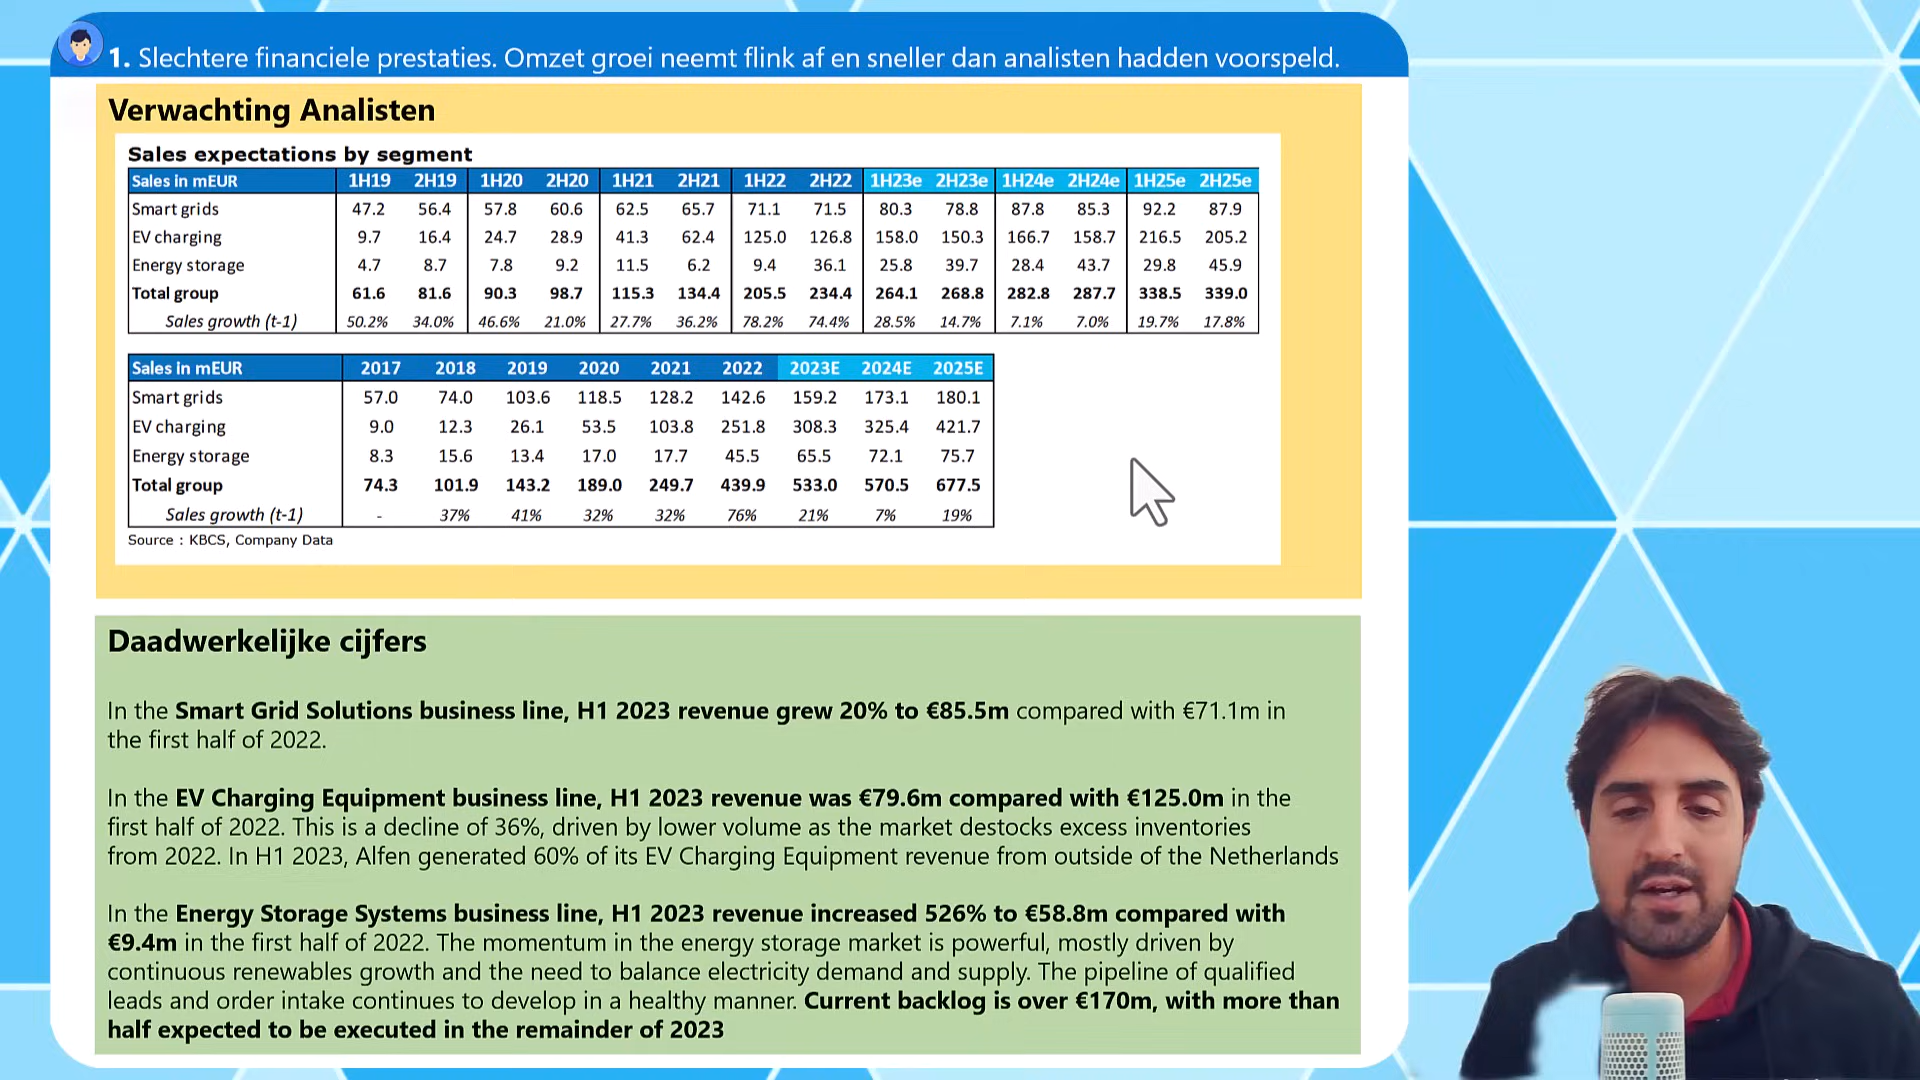 1. Slechtere financiele prestaties. Omzet groei neemt flink af en sneller dan analisten hadden voorspeld.
Verwachting Analisten
Sales expectations by segment
Sales in mEUR 1H19 2H19 1H20 2H20 1H21 2H21 1H22 2H22 1H23e 2H23e 1H24e 2H24e 1H25e 2H25e
Smart grids 47.2 56.4 57.8 60.6 62.5 65.7 71.1 71.5 80.3 78.8 87.8 85.3 92.2 87.9
EV charging 9.7 16.4 24.7 28.9 41.3 62.4 125.0 126.8 158.0 150.3 166.7 158.7 216.5 205.2
Energy storage 4.7 8.7 7.8 9.2 11.5 6.2 9.4 36.1 25.8 39.7 28.4 43.7 29.8 45.9
Total group 61.6 81.6 90.3 98.7 115.3 134.4 205.5 234.4 264.1 268.8 282.8 287.7 338.5 339.0
Sales growth (t-1) 50.2% 34.0% 46.6% 21.0% 27.7% 36.2% 78.2% 74.4% 28.5% 14.7% 7.1% 7.0% 19.7% 17.8%
Sales in mEUR 2017 2018 2019 2020 2021 2022 2023E 2024E 2025E
Smart grids 57.0 74.0 103.6 118.5 128.2 142.6 159.2 173.1 180.1
EV charging 9.0 12.3 26.1 53.5 103.8 251.8 308.3 325.4 421.7
Energy storage 8.3 15.6 13.4 17.0 17.7 45.5 65.5 72.1 75.7
Total group 74.3 101.9 143.2 189.0 249.7 439.9 533.0 570.5 677.5
Sales growth (t-1) - 37% 41% 32% 32% 76% 21% 7% 19%
Source : KBCS, Company Data
Daadwerkelijke cijfers
In the Smart Grid Solutions business line, H1 2023 revenue grew 20% to €85.5m compared with €71.1m in
the first half of 2022.
In the EV Charging Equipment business line, H1 2023 revenue was €79.6m compared with €125.0m in the
first half of 2022. This is a decline of 36%, driven by lower volume as the market destocks excess inventories
from 2022. In H1 2023, Alfen generated 60% of its EV Charging Equipment revenue from outside of the Netherlands
In the Energy Storage Systems business line, H1 2023 revenue increased 526% to €58.8m compared with
€9.4m in the first half of 2022. The momentum in the energy storage market is powerful, mostly driven by
continuous renewables growth and the need to balance electricity demand and supply. The pipeline of qualified
leads and order intake continues to develop in a healthy manner. Current backlog is over €170m, with more than
half expected to be executed in the remainder of 2023